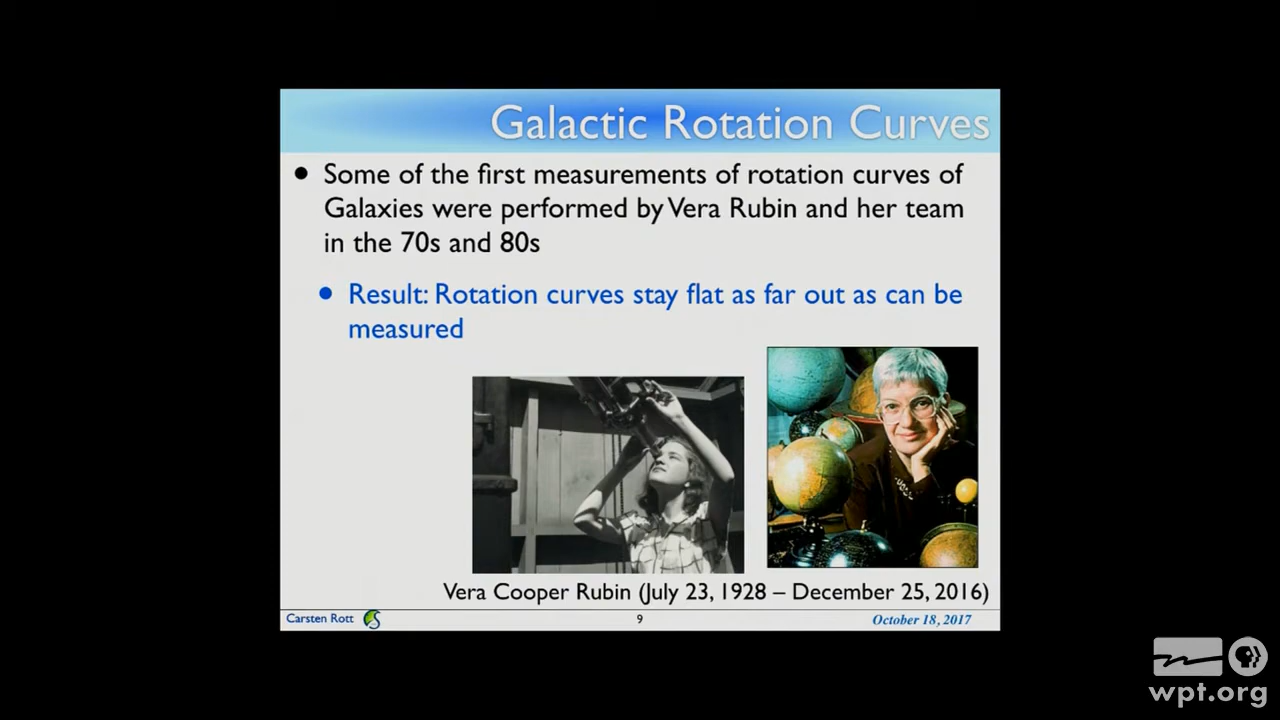 Galactic Rotation Curves
• Some of the first measurements of rotation curves of
Galaxies were performed by Vera Rubin and her team
in the 70s and 80s
• Result: Rotation curves stay flat as far out as can be
measured
Vera Cooper Rubin (July 23, 1928 – December 25, 2016)
Carsten Rott
9
October 18, 2017
wpt.org